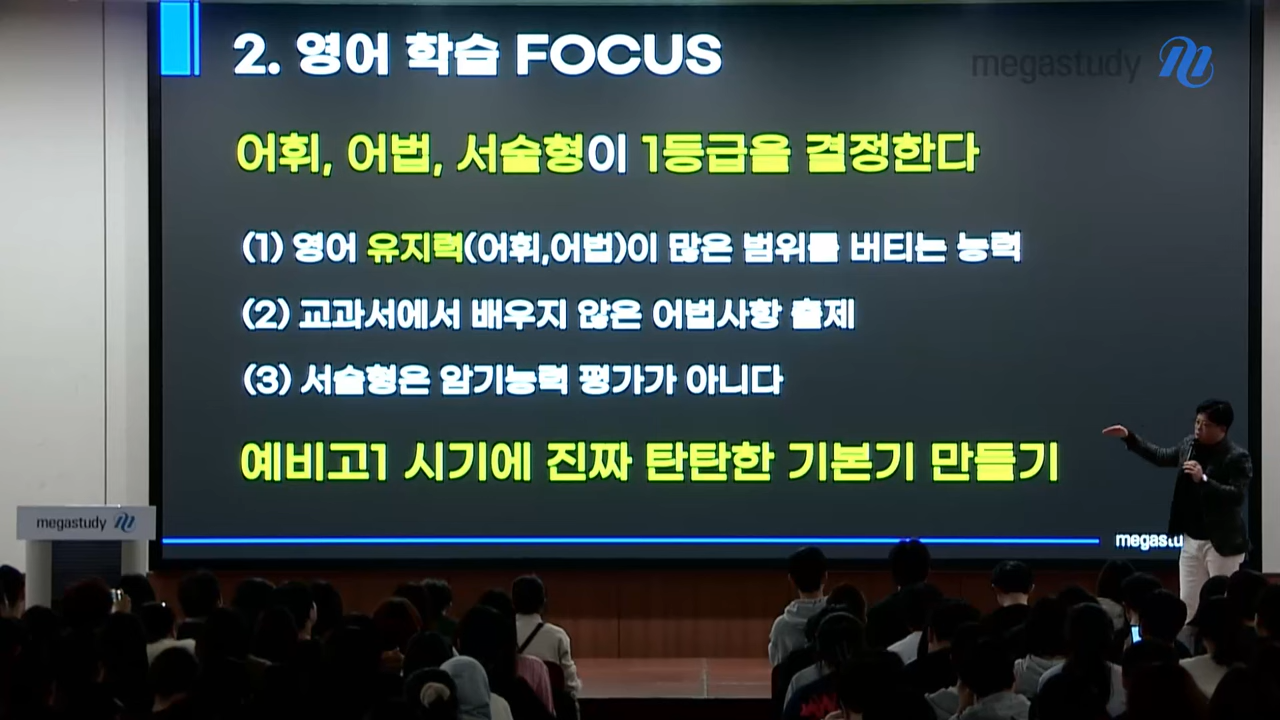 2. 영어 학습 FOCUS
megastudy
어휘, 어법, 서술형이 1등급을 결정한다
(1) 영어 유지력(어휘,어법)이 많은 범위를 버티는 능력
(2) 교과서에서 배우지 않은 어법사항 출제
(3) 서술형은 암기능력 평가가 아니다
예비고1 시기에 진짜 탄탄한 기본기 만들기
megastudy
megastu